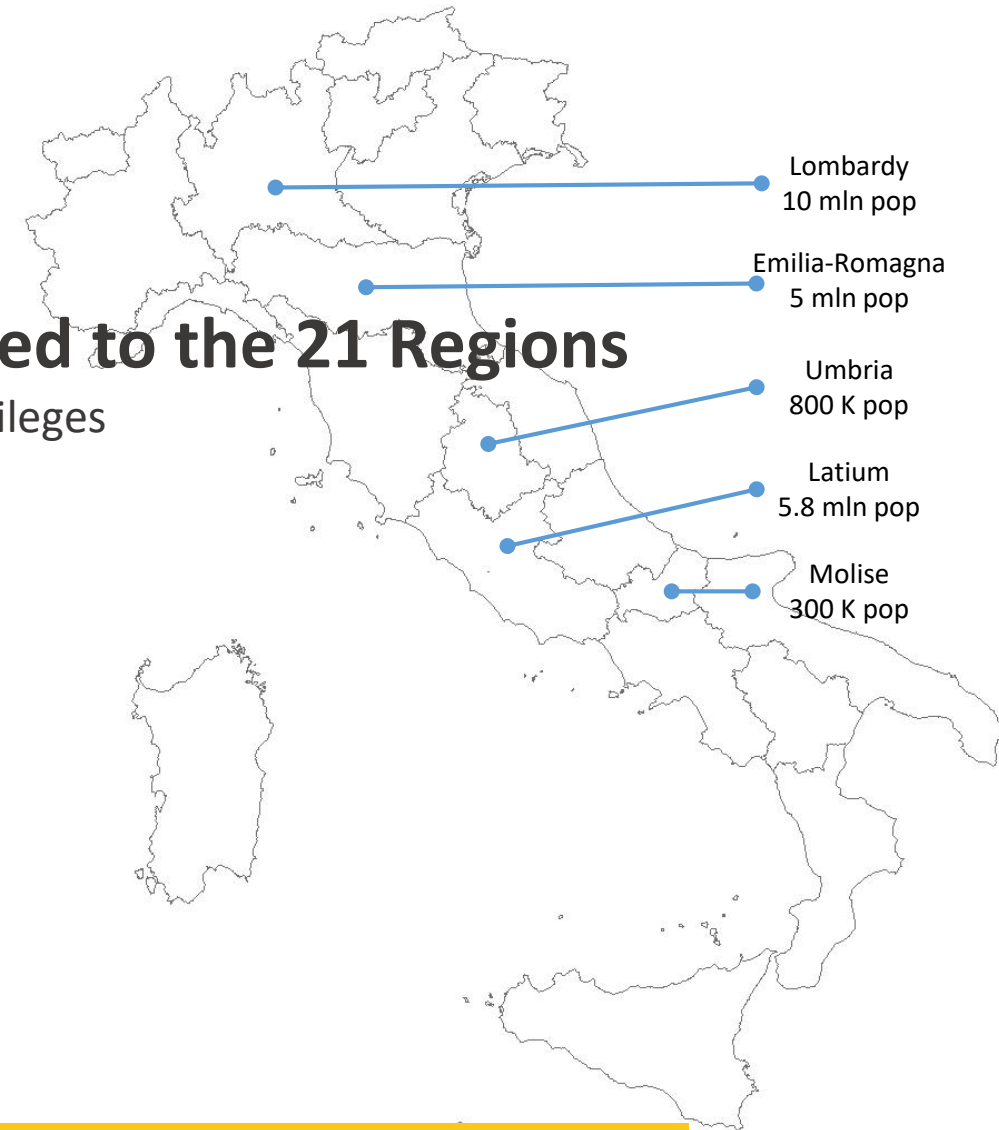 Lombardy
10 mln pop
Emilia-Romagna
5 mln pop
ed to the 21 Regions
ileges
Umbria
800 K pop
Latium
5.8 mln pop
Molise
300 K pop